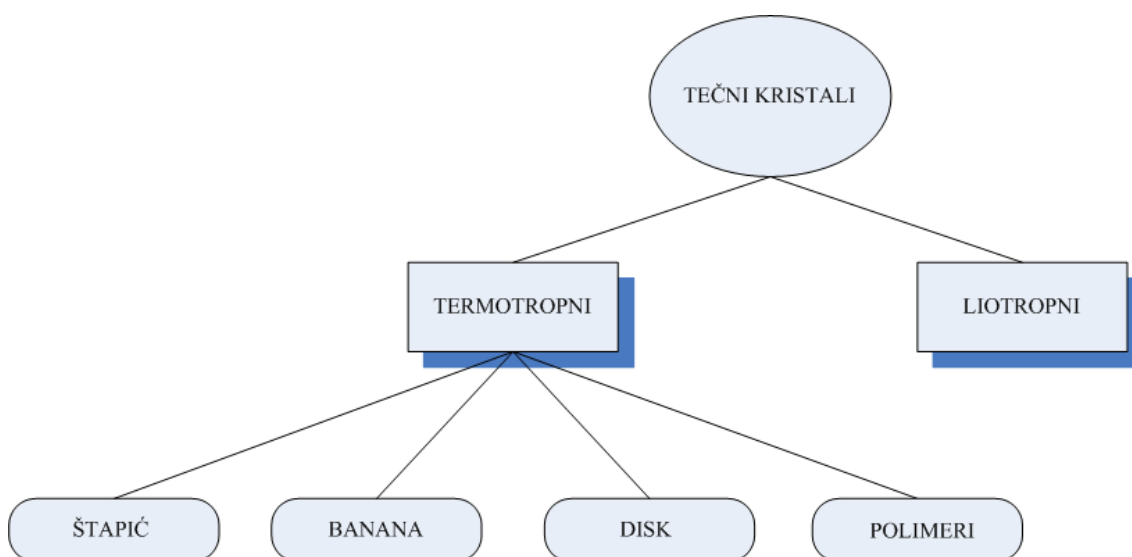 TEČNI KRISTALI
TERMOTROPNI
LIOTROPNI
ŠTAPIĆ
BANANA
DISK
POLIMERI